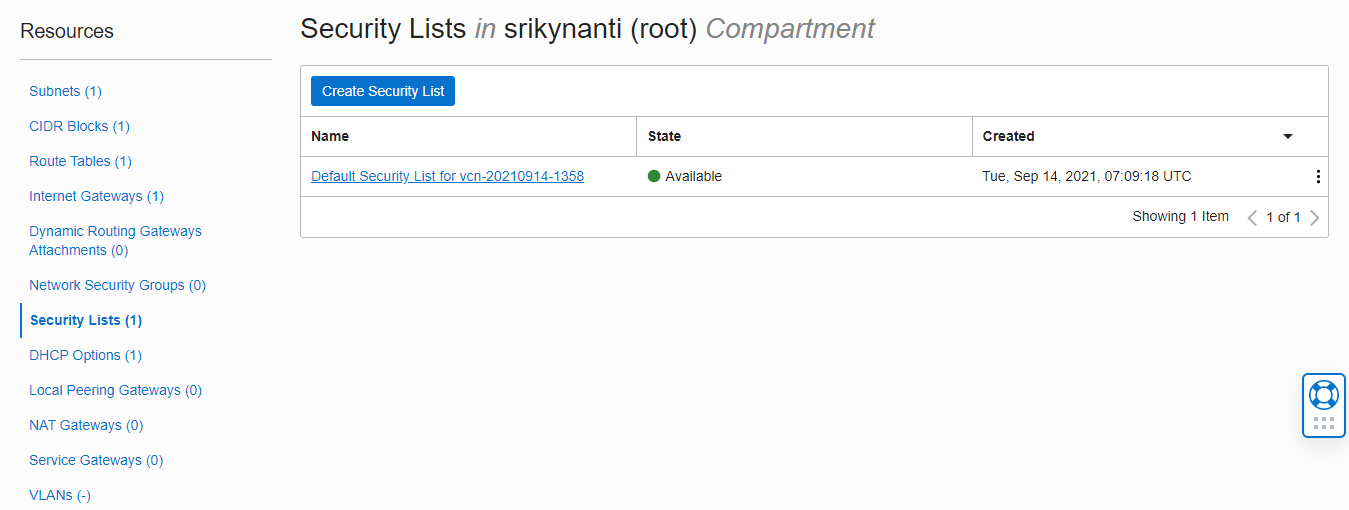 Resources
Subnets (1)
CIDR Blocks (1)
Route Tables (1)
Internet Gateways (1)
Dynamic Routing Gateways
Attachments (0)
Network Security Groups (0)
Security Lists (1)
DHCP Options (1)
Local Peering Gateways (0)
NAT Gateways (0)
Service Gateways (0)
VLANs (-)
Security Lists in srikynanti (root) Compartment
Create Security List
Name State Created
Default Security List for vcn-20210914-1358 Available Tue, Sep 14, 2021, 07:09:18 UTC
Showing 1 Item 1 of 1